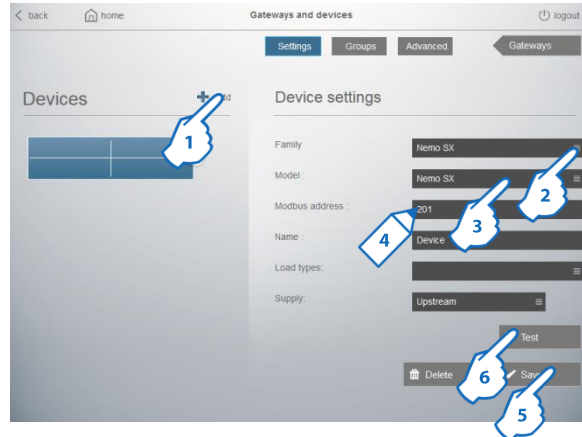 back
home
Gateways and devices
logout
Settings
Groups
Advanced
Gateways
Devices
Device settings
1
Family
Nemo SX
2
Model :
Nemo SX
3
Modbus address :
201
4
Name :
Device
Load types:
Supply:
Upstream
Test
6
Delete
5